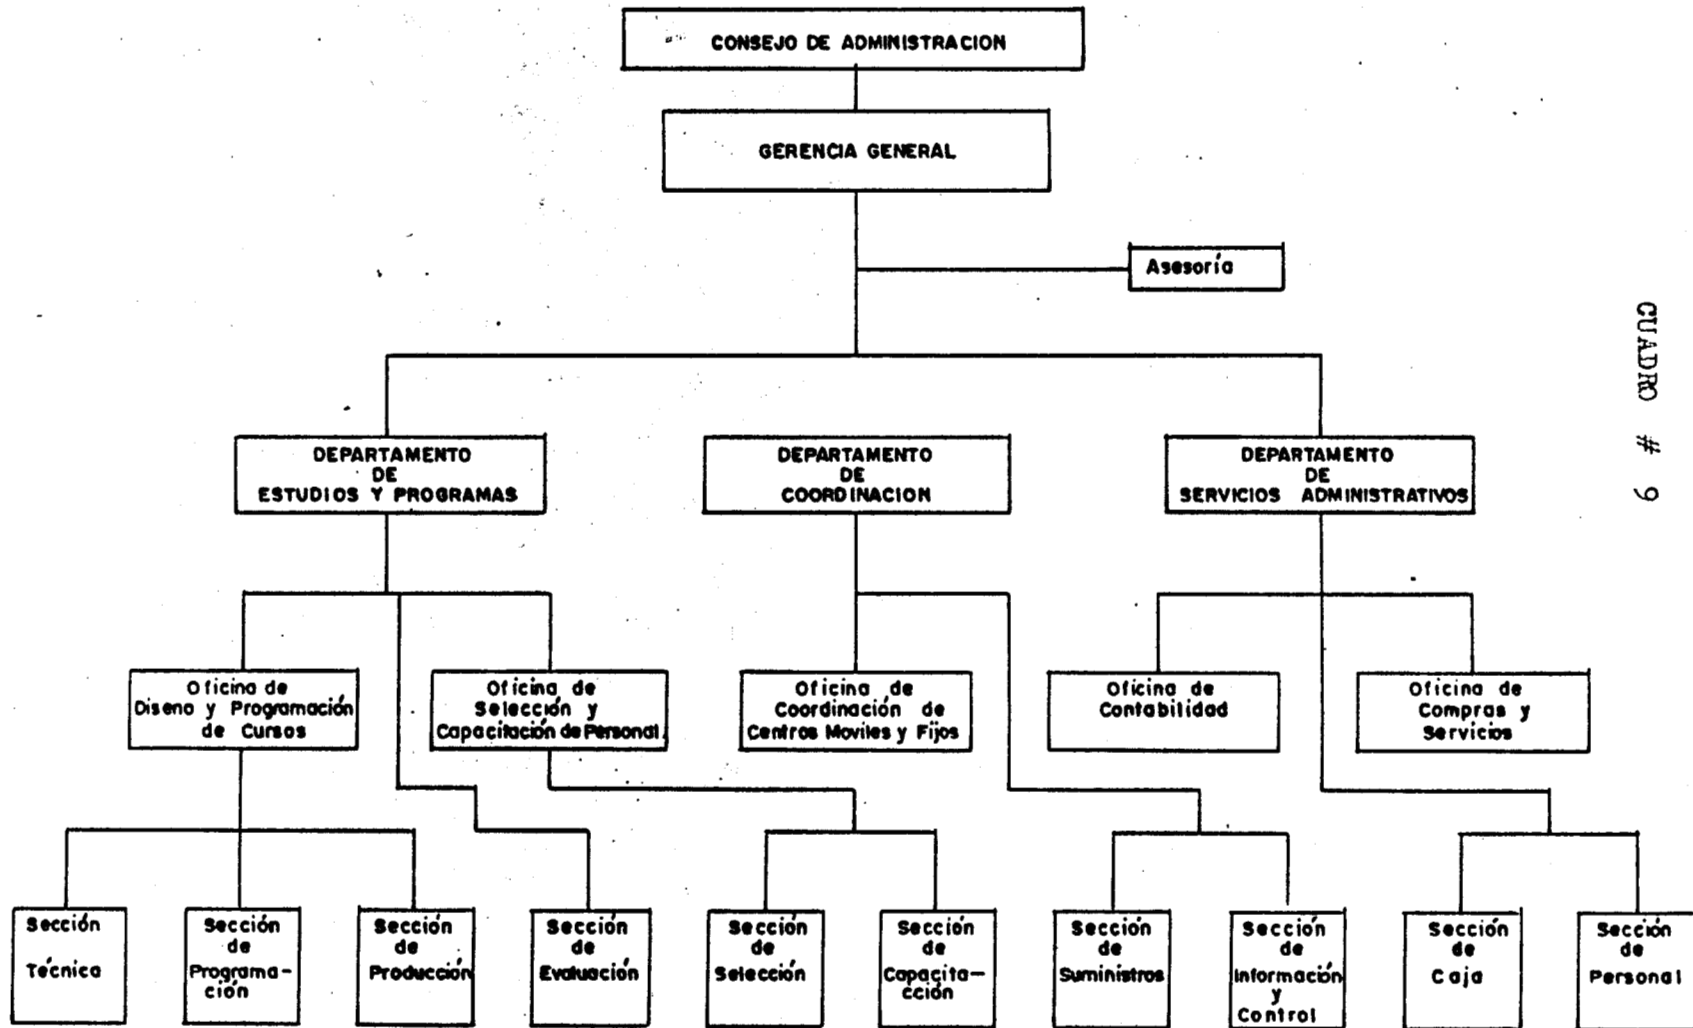 CONSEJO DE ADMINISTRACION
GERENCIA GENERAL
Asesoría
CUADRO # 9
DEPARTAMENTO
DE
ESTUDIOS Y PROGRAMAS
DEPARTAMENTO
DE
COORDINACION
DEPARTAMENTO
DE
SERVICIOS ADMINISTRATIVOS
Oficina de
Diseno y Programación
de Cursos
Oficina de
Selección y
Capacitación de Personal
Oficina de
Coordinación de
Centros Moviles y Fijos
Oficina de
Contabilidad
Oficina de
Compras y
Servicios
Sección
Técnica
Sección
de
Programa-
ción
Sección
de
Producción
Sección
de
Evaluación
Sección
de
Selección
Sección
de
Capacita-
cción
Sección
de
Suministros
Sección
de
Información
y
Control
Sección
de
Caja
Sección
de
Personal